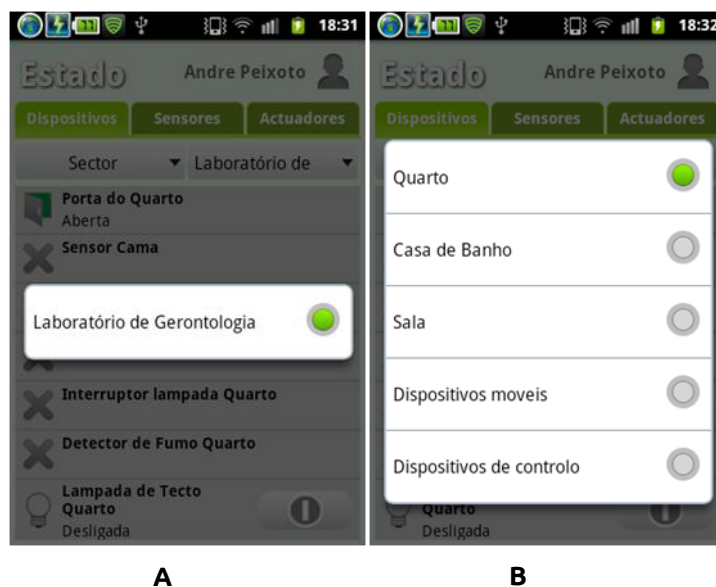 77 18:31
Estado Andre Peixoto
Dispositivos Sensores Actuadores
Sector Laboratório de
Porta do Quarto
Aberta
Sensor Cama
Laboratório de Gerontologia
Interruptor lampada Quarto
Detector de Fumo Quarto
Lampada de Tecto
Quarto
Desligada
A
77 18:32
Estado Andre Peixoto
Dispositivos Sensores Actuadores
Quarto
Casa de Banho
Sala
Dispositivos moveis
Dispositivos de controlo
Quarto
Desligada
B